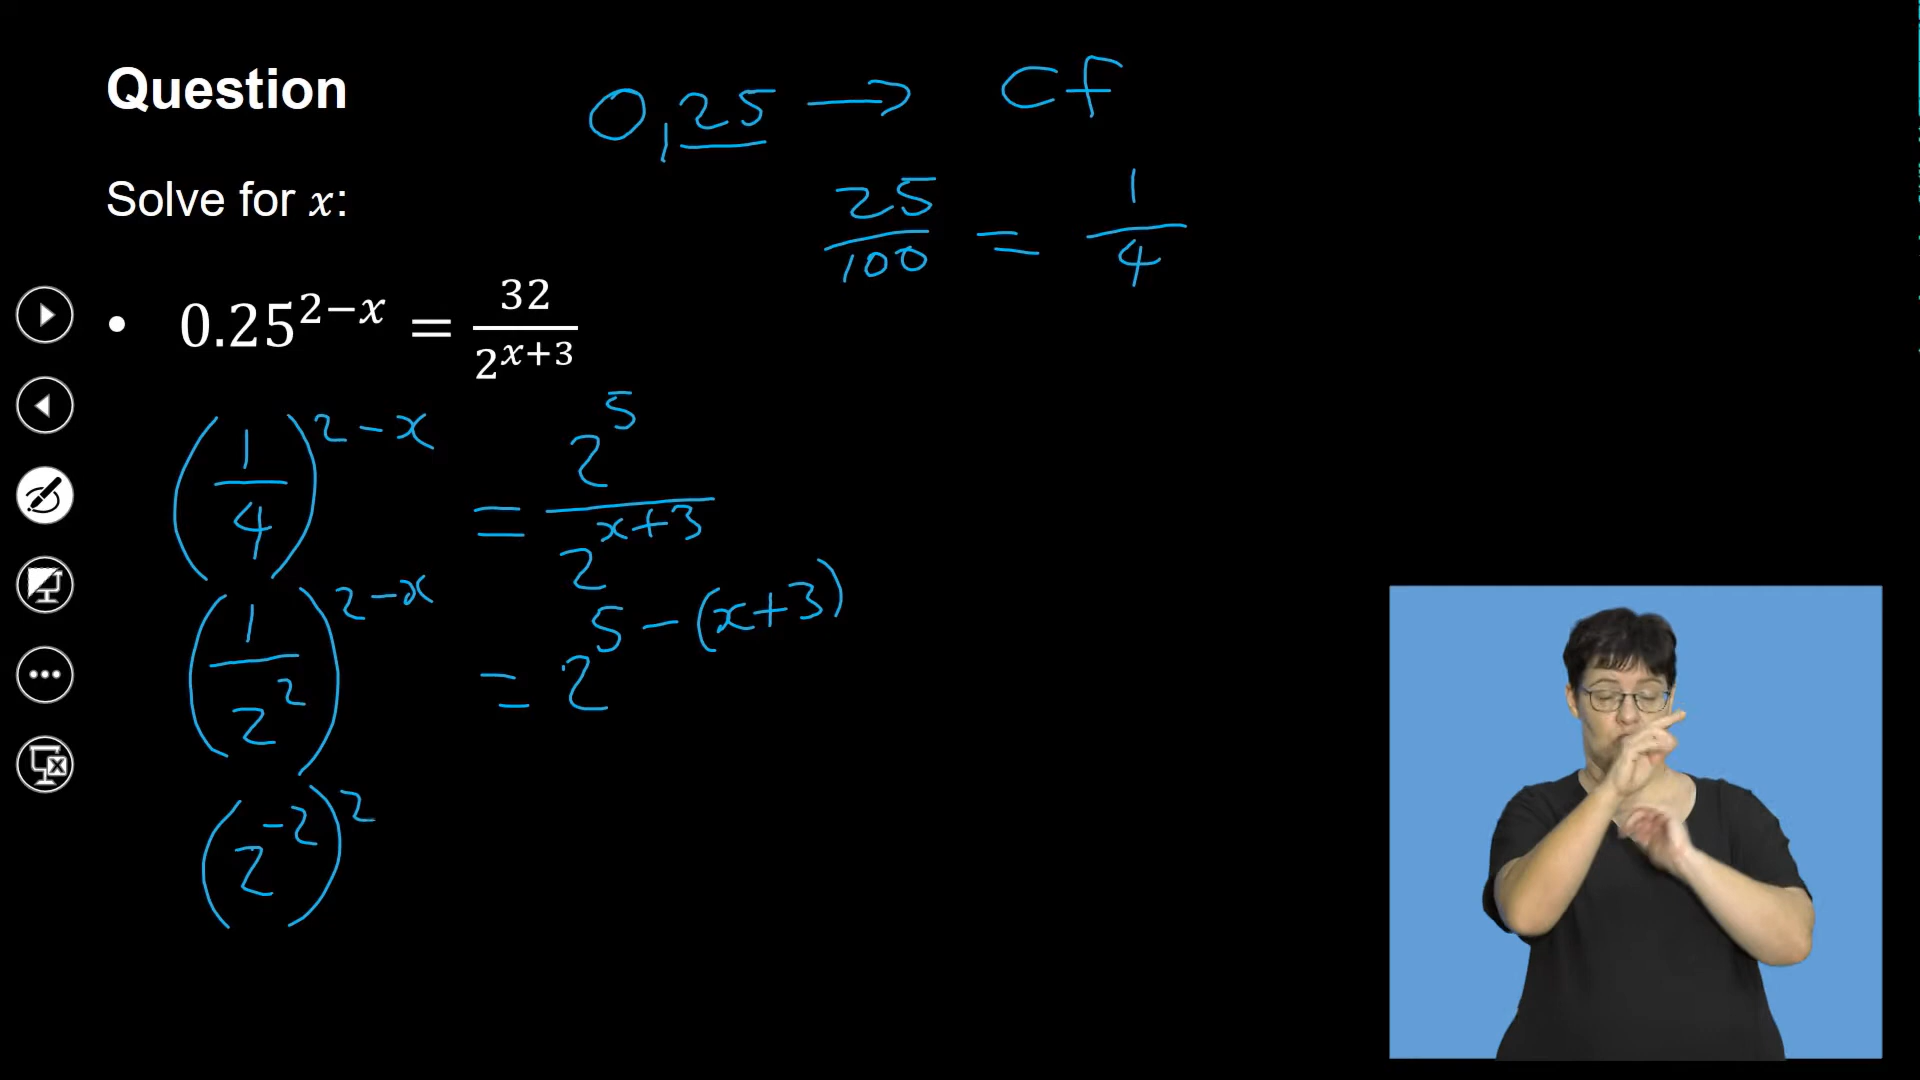 Question
0,25 → CF
25/100 = 1/4
Solve for x:
• 0.25^(2−x) = 32/2^(x+3)
(1/4)^(2−x) = 2^5/2^(x+3)
(1/2^2)^(2−x) = 2^(5−(x+3))
(2^(−2))^2